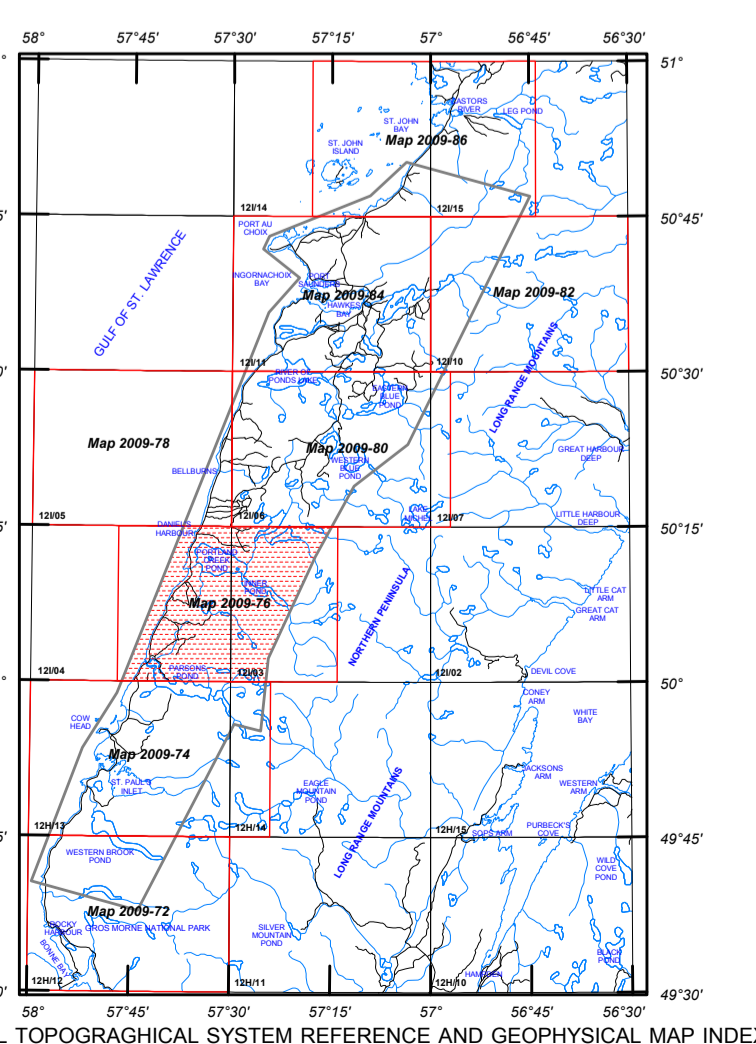 58° 57°45' 57°30' 57°15' 57° 56°45' 56°30'
51°
CASTORS
RIVER
LEG POND
ST. JOHN
BAY
Map 2009-86
ST. JOHN
ISLAND
12I/14
12I/15
50°45'
PORT AU
CHOIX
GULF OF ST. LAWRENCE
INGORNACHOIX
BAY
PORT
SAUNDERS
Map 2009-84
Map 2009-82
HAWKES
BAY
LONG RANGE MOUNTAINS
12I/11
12I/10
50°30'
RIVER OF
PONDS LAKE
EASTERN
BLUE
POND
Map 2009-78
Map 2009-80
GREAT HARBOUR
DEEP
BELLBURNS
WESTERN
BLUE
POND
LAKE
MICHEL
12I/05
12I/06
12I/07
LITTLE HARBOUR
DEEP
50°15'
DANIEL'S
HARBOUR
PORTLAND
CREEK
POND
INNER
POND
Map 2009-76
NORTHERN PENINSULA
LITTLE CAT
ARM
GREAT CAT
ARM
PARSONS
POND
12I/04
12I/03
12I/02
DEVIL COVE
50°
CONEY
ARM
COW
HEAD
WHITE
BAY
Map 2009-74
ST. PAUL'S
INLET
EAGLE
MOUNTAIN
POND
LONG RANGE MOUNTAINS
JACKSONS
ARM
WESTERN
ARM
12H/13
12H/14
12H/15
SOPS ARM
PURBECK'S
COVE
49°45'
WESTERN BROOK
POND
WILD
COVE
POND
Map 2009-72
ROCKY
HARBOUR
GROS MORNE NATIONAL PARK
SILVER
MOUNTAIN
POND
BONNE BAY
BLACK
POND
HAMPDEN
12H/12
12H/11
12H/10
49°30'
58° 57°45' 57°30' 57°15' 57° 56°45' 56°30'
L TOPOGRAGHICAL SYSTEM REFERENCE AND GEOPHYSICAL MAP INDEX